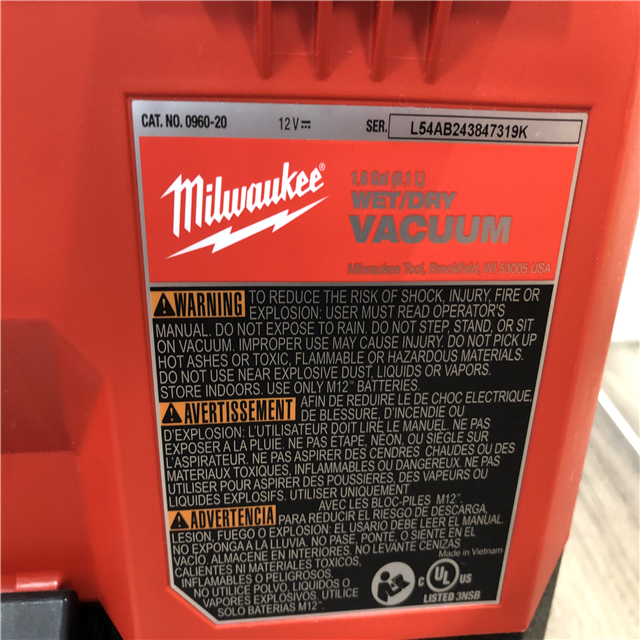 CAT. NO. 0960-20 12 V⎓ SER. L54AB243847319K
Milwaukee®
1.6 Gal (6,1 L)
WET/DRY
VACUUM
Milwaukee Tool, Brookfield, WI 53005 USA
WARNING TO REDUCE THE RISK OF SHOCK, INJURY, FIRE OR
EXPLOSION: USER MUST READ OPERATOR'S
MANUAL. DO NOT EXPOSE TO RAIN. DO NOT STEP, STAND, OR SIT
ON VACUUM. IMPROPER USE MAY CAUSE INJURY. DO NOT PICK UP
HOT ASHES OR TOXIC, FLAMMABLE OR HAZARDOUS MATERIALS.
DO NOT USE NEAR EXPLOSIVE DUST, LIQUIDS OR VAPORS.
STORE INDOORS. USE ONLY M12™ BATTERIES.
AVERTISSEMENT AFIN DE REDUIRE LE DE CHOC ELECTRIQUE,
DE BLESSURE, D'INCENDIE OU
D'EXPLOSION: L'UTILISATEUR DOIT LIRE LE MANUEL. NE PAS
EXPOSER A LA PLUIE. NE PAS ÉTAPE, NEON, OU SIÈGLE SUR
L'ASPIRATEUR. NE PAS ASPIRER DES CENDRES CHAUDES OU DES
MATERIAUX TOXIQUES, INFLAMMABLES OU DANGEREUX. NE PAS
UTILISER POUR ASPIRER DES POUSSIERES, DES VAPEURS OU
LIQUIDES EXPLOSIFS. UTILISER UNIQUEMENT
AVEC LES BLOC-PILES M12™.
ADVERTENCIA PARA REDUCIR EL RIESGO DE DESCARGA,
LESION, FUEGO O EXPLOSION: EL USARIO DEBE LEER EL MANUAL.
NO EXPONGA A LA LLUVIA. NO PASE, PONTE, O SIENTE EN EL
VACIO. ALMACENE EN INTERIORES. NO LEVANTE CENIZAS
CALIENTES NI MATERIALES TOXICOS,
INFLAMABLES O PELIGROSOS.
NO UTILICE POLVO, LIQUIDOS O
VAPORES EXPLOSIVOS. UTILICE
SOLO BATERIAS M12™.
Made in Vietnam
C UL® US
LISTED 3NSB